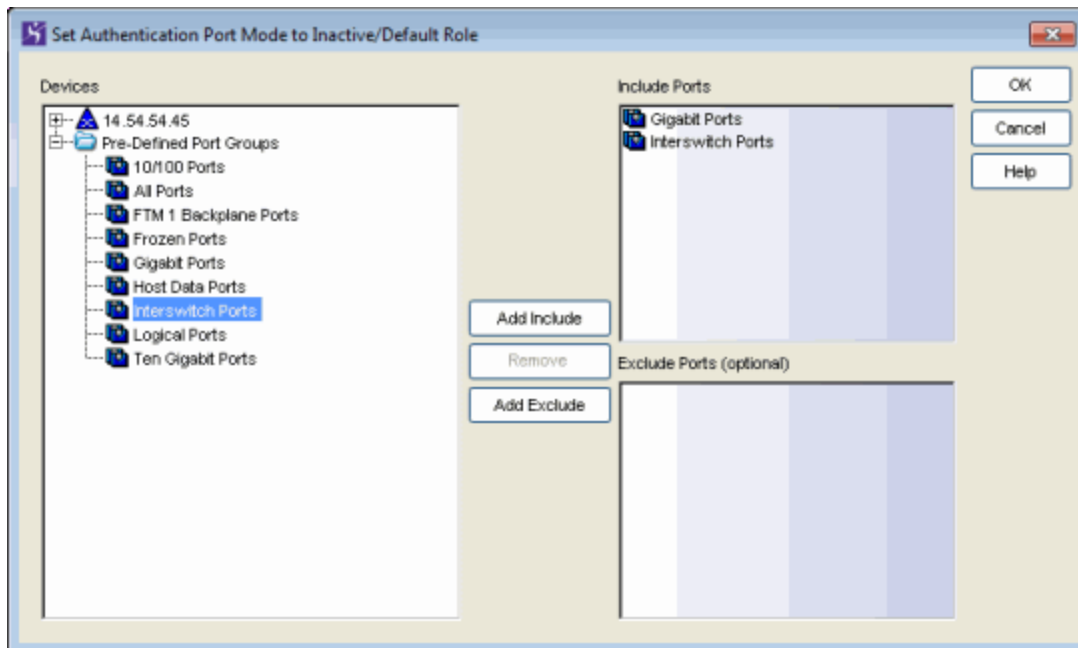 Set Authentication Port Mode to Inactive/Default Role
Devices
14.54.54.45
Pre-Defined Port Groups
10/100 Ports
All Ports
FTM 1 Backplane Ports
Frozen Ports
Gigabit Ports
Host Data Ports
Interswitch Ports
Logical Ports
Ten Gigabit Ports
Add Include
Remove
Add Exclude
Include Ports
Gigabit Ports
Interswitch Ports
Exclude Ports (optional)
OK
Cancel
Help